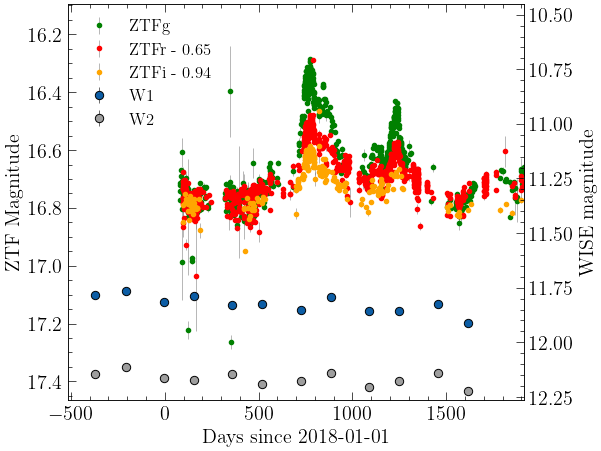 ZTFg
ZTFr - 0.65
ZTFi - 0.94
W1
W2
16.2
16.4
16.6
16.8
17.0
17.2
17.4
ZTF Magnitude
10.50
10.75
11.00
11.25
11.50
11.75
12.00
12.25
WISE magnitude
−500
0
500
1000
1500
Days since 2018-01-01